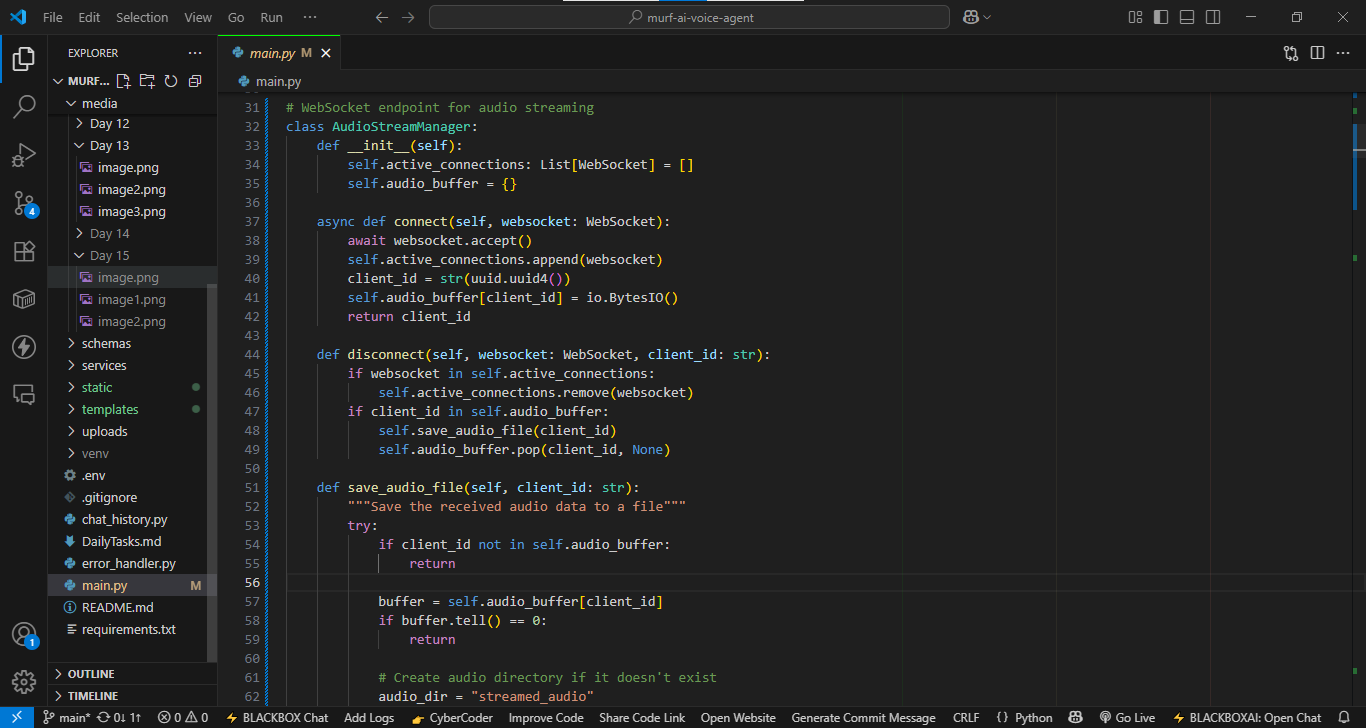 File Edit Selection View Go Run ···
murf-ai-voice-agent
EXPLORER ···
MURF...
media
Day 12
Day 13
image.png
image2.png
image3.png
Day 14
Day 15
image.png
image1.png
image2.png
schemas
services
static
templates
uploads
venv
.env
.gitignore
chat_history.py
DailyTasks.md
error_handler.py
main.py M
README.md
requirements.txt
OUTLINE
TIMELINE
4
1
main.py M
main.py
31 # WebSocket endpoint for audio streaming
32 class AudioStreamManager:
33     def __init__(self):
34         self.active_connections: List[WebSocket] = []
35         self.audio_buffer = {}
36
37     async def connect(self, websocket: WebSocket):
38         await websocket.accept()
39         self.active_connections.append(websocket)
40         client_id = str(uuid.uuid4())
41         self.audio_buffer[client_id] = io.BytesIO()
42         return client_id
43
44     def disconnect(self, websocket: WebSocket, client_id: str):
45         if websocket in self.active_connections:
46             self.active_connections.remove(websocket)
47         if client_id in self.audio_buffer:
48             self.save_audio_file(client_id)
49             self.audio_buffer.pop(client_id, None)
50
51     def save_audio_file(self, client_id: str):
52         """Save the received audio data to a file"""
53         try:
54             if client_id not in self.audio_buffer:
55                 return
56
57             buffer = self.audio_buffer[client_id]
58             if buffer.tell() == 0:
59                 return
60
61             # Create audio directory if it doesn't exist
62             audio_dir = "streamed_audio"
main* 0↓ 1↑ 0 0 BLACKBOX Chat Add Logs CyberCoder Improve Code Share Code Link Open Website Generate Commit Message CRLF {} Python Go Live BLACKBOXAI: Open Chat